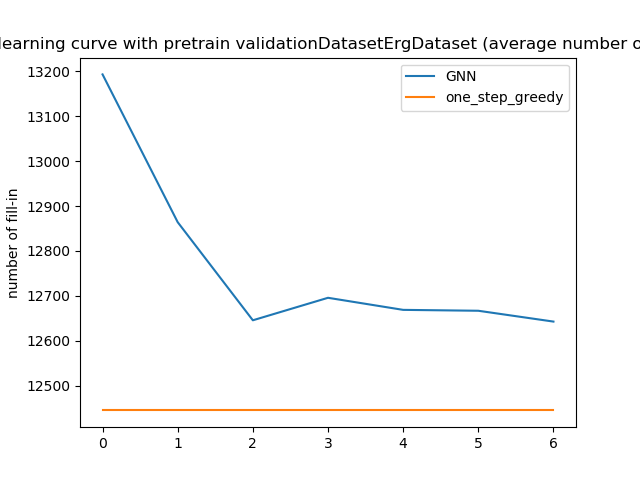 learning curve with pretrain validationDatasetErgDataset (average number o
GNN
one_step_greedy
number of fill-in
13200
13100
13000
12900
12800
12700
12600
12500
0 1 2 3 4 5 6